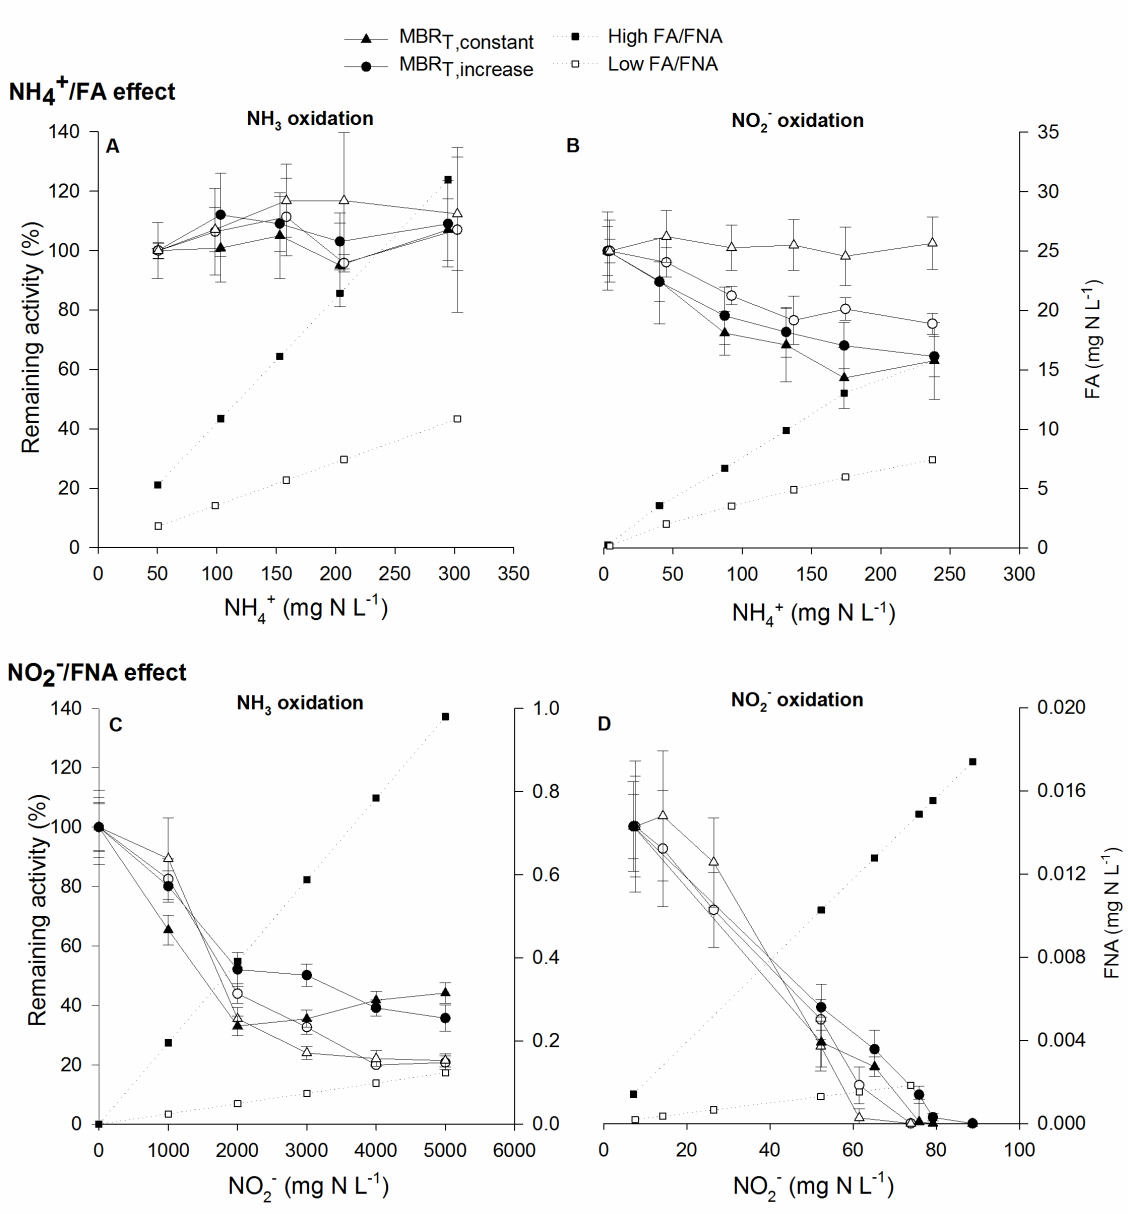 MBR T,constant High FA/FNA
MBR T,increase Low FA/FNA
NH4+/FA effect
NH3 oxidation
NO2- oxidation
A
B
140
120
100
80
60
40
20
0
Remaining activity (%)
35
30
25
20
15
10
5
0
FA (mg N L-1)
0 50 100 150 200 250 300 350
0 50 100 150 200 250 300
NH4+ (mg N L-1)
NH4+ (mg N L-1)
NO2-/FNA effect
NH3 oxidation
NO2- oxidation
C
D
140
120
100
80
60
40
20
0
Remaining activity (%)
1.0
0.8
0.6
0.4
0.2
0.0
0.020
0.016
0.012
0.008
0.004
0.000
FNA (mg N L-1)
0 1000 2000 3000 4000 5000 6000
0 20 40 60 80 100
NO2- (mg N L-1)
NO2- (mg N L-1)